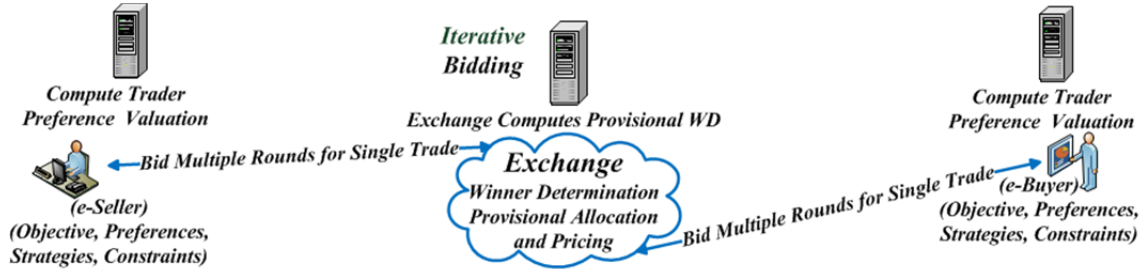 Compute Trader
Preference Valuation
Bid Multiple Rounds for Single Trade
(e-Seller)
(Objective, Preferences,
Strategies, Constraints)
Iterative
Bidding
Exchange Computes Provisional WD
Exchange
Winner Determination
Provisional Allocation
and Pricing
Compute Trader
Preference Valuation
Bid Multiple Rounds for Single Trade
(e-Buyer)
(Objective, Preferences,
Strategies, Constraints)